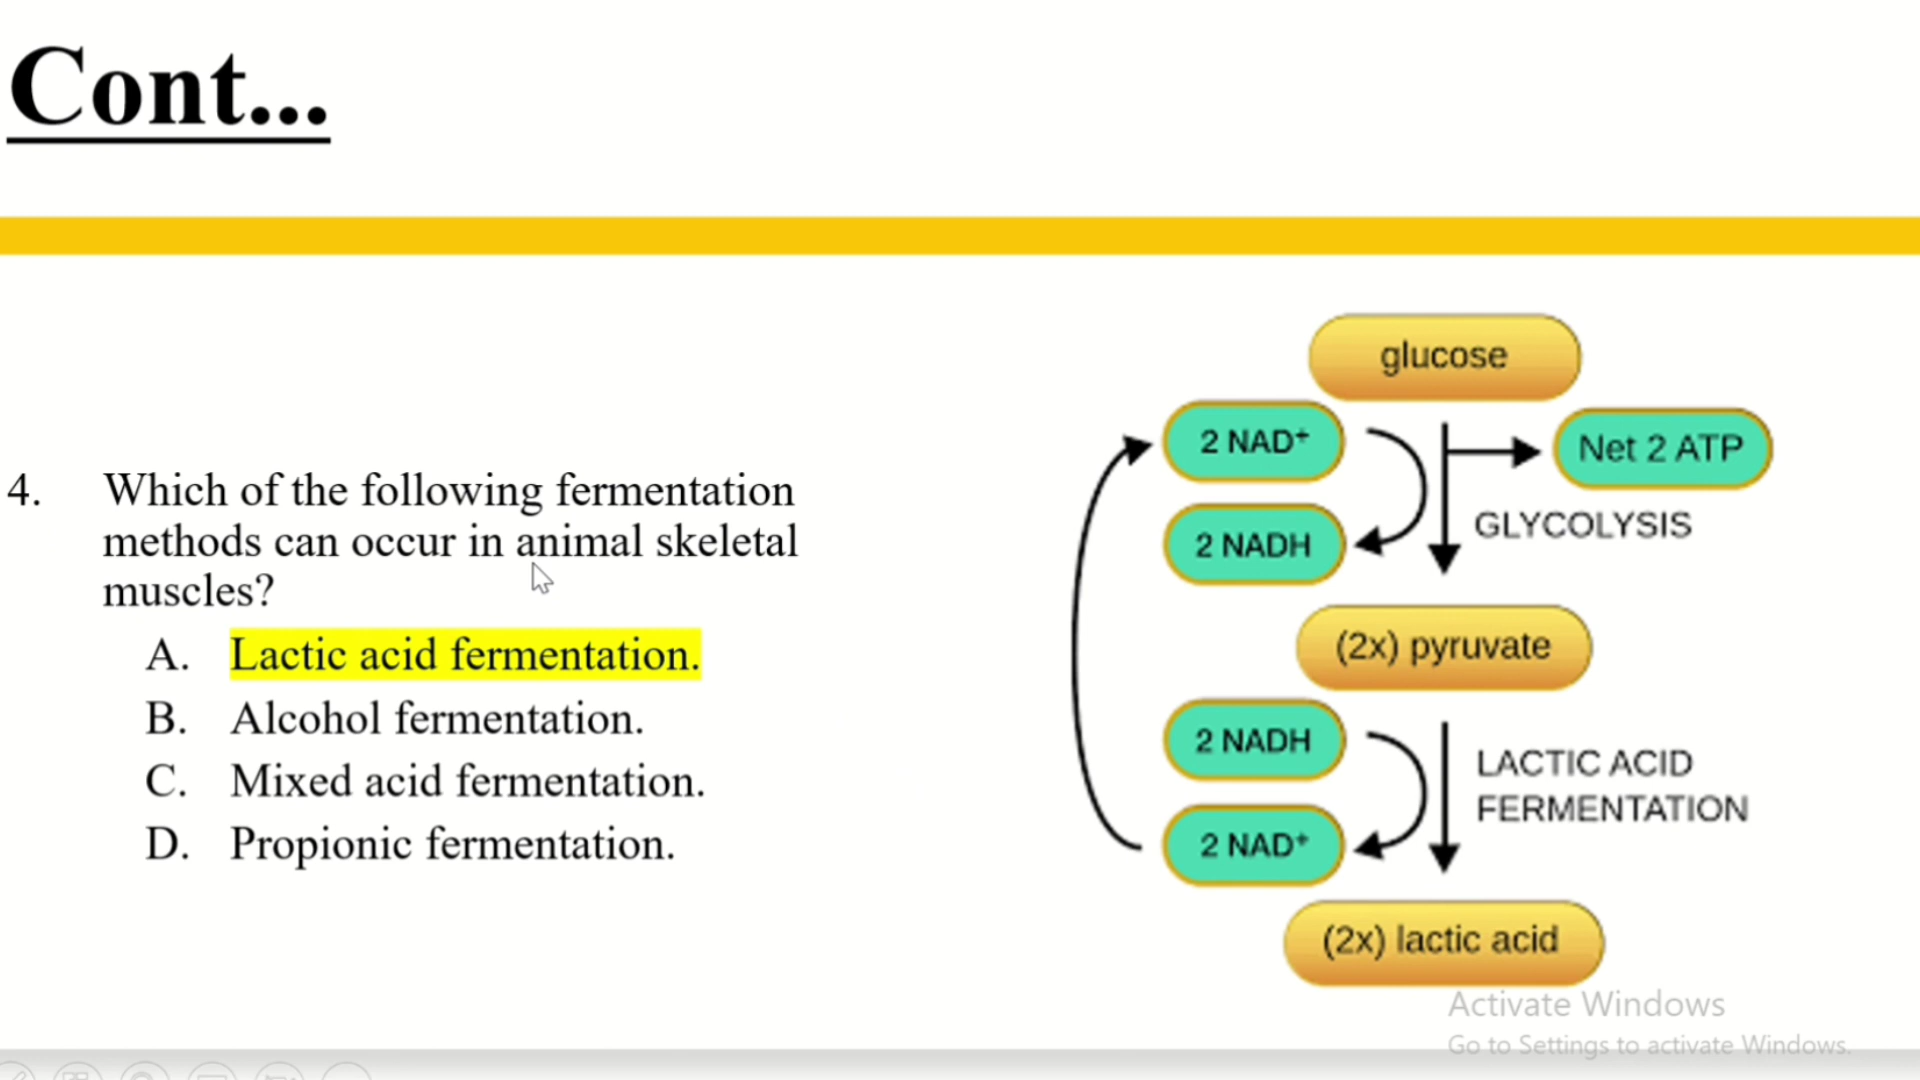 Cont...
4. Which of the following fermentation
methods can occur in animal skeletal
muscles?
A. Lactic acid fermentation.
B. Alcohol fermentation.
C. Mixed acid fermentation.
D. Propionic fermentation.
glucose
2 NAD⁺
Net 2 ATP
2 NADH
GLYCOLYSIS
(2x) pyruvate
2 NADH
LACTIC ACID
FERMENTATION
2 NAD⁺
(2x) lactic acid
Activate Windows
Go to Settings to activate Windows.